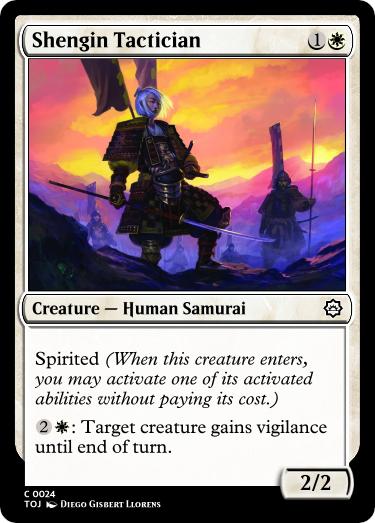 Shengin Tactician 1
Creature — Human Samurai
Spirited (When this creature enters,
you may activate one of its activated
abilities without paying its cost.)
2 : Target creature gains vigilance
until end of turn.
2/2
C 0024
TOJ Diego Gisbert Llorens